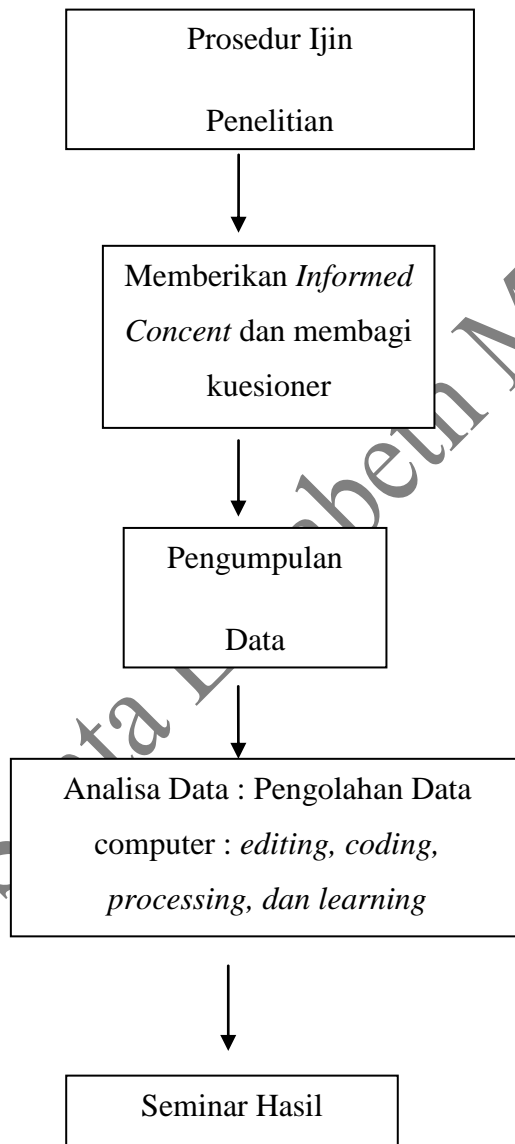 Prosedur Ijin
Penelitian
Memberikan Informed
Concent dan membagi
kuesioner
Pengumpulan
Data
Analisa Data : Pengolahan Data
computer : editing, coding,
processing, dan learning
Seminar Hasil